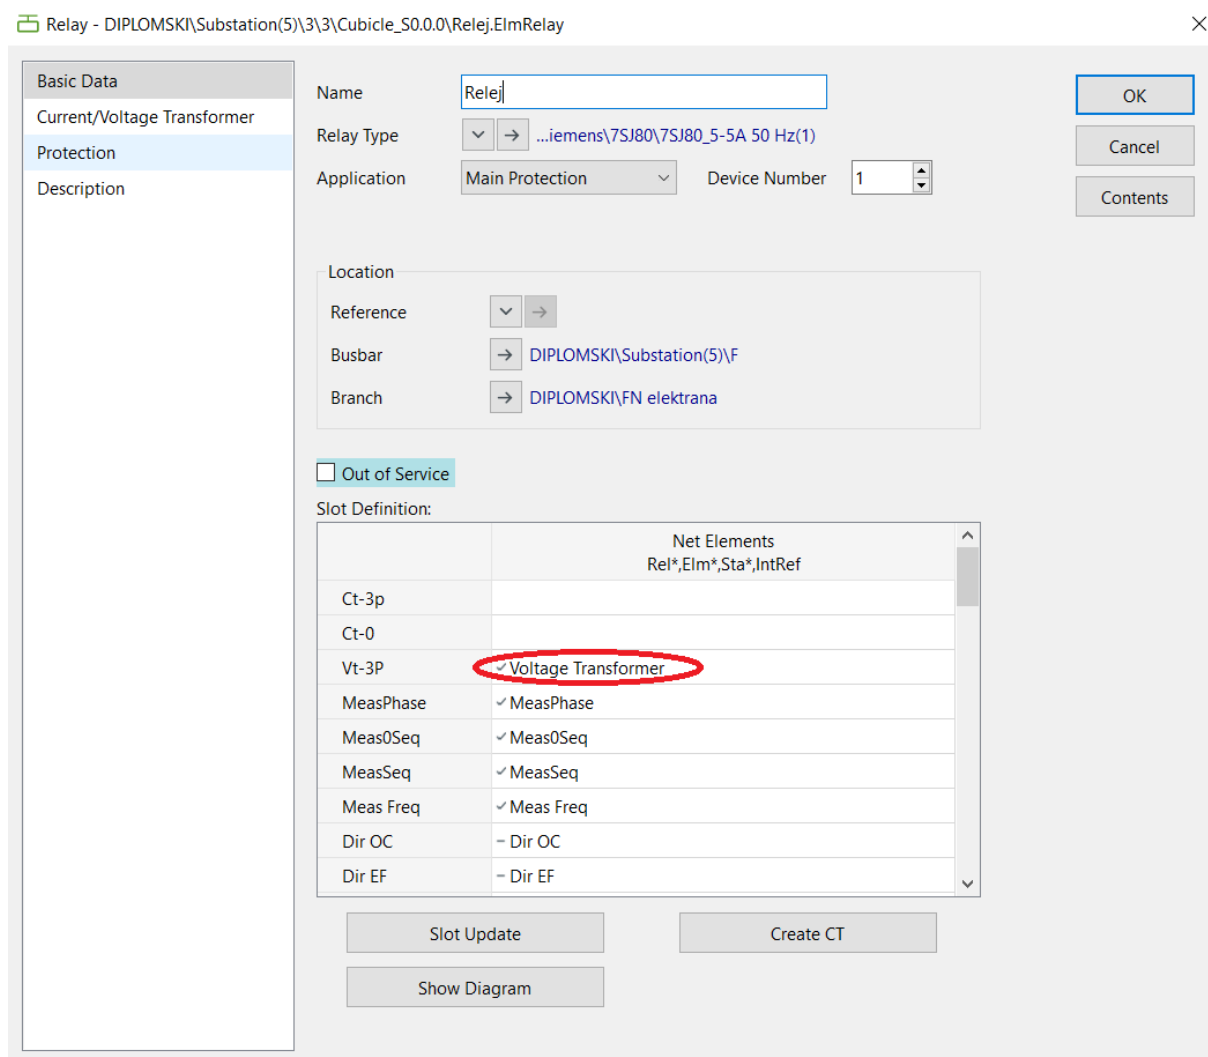 Relay - DIPLOMSKI\Substation(5)\3\3\Cubicle_S0.0.0\Relej.ElmRelay
Basic Data
Current/Voltage Transformer
Protection
Description
Name Relej
Relay Type ...iemens\7SJ80\7SJ80_5-5A 50 Hz(1)
Application Main Protection Device Number 1
OK
Cancel
Contents
Location
Reference
Busbar DIPLOMSKI\Substation(5)\F
Branch DIPLOMSKI\FN elektrana
Out of Service
Slot Definition:
Net Elements
Rel*,Elm*,Sta*,IntRef
Ct-3p
Ct-0
Vt-3P Voltage Transformer
MeasPhase MeasPhase
Meas0Seq Meas0Seq
MeasSeq MeasSeq
Meas Freq Meas Freq
Dir OC Dir OC
Dir EF Dir EF
Slot Update Create CT
Show Diagram